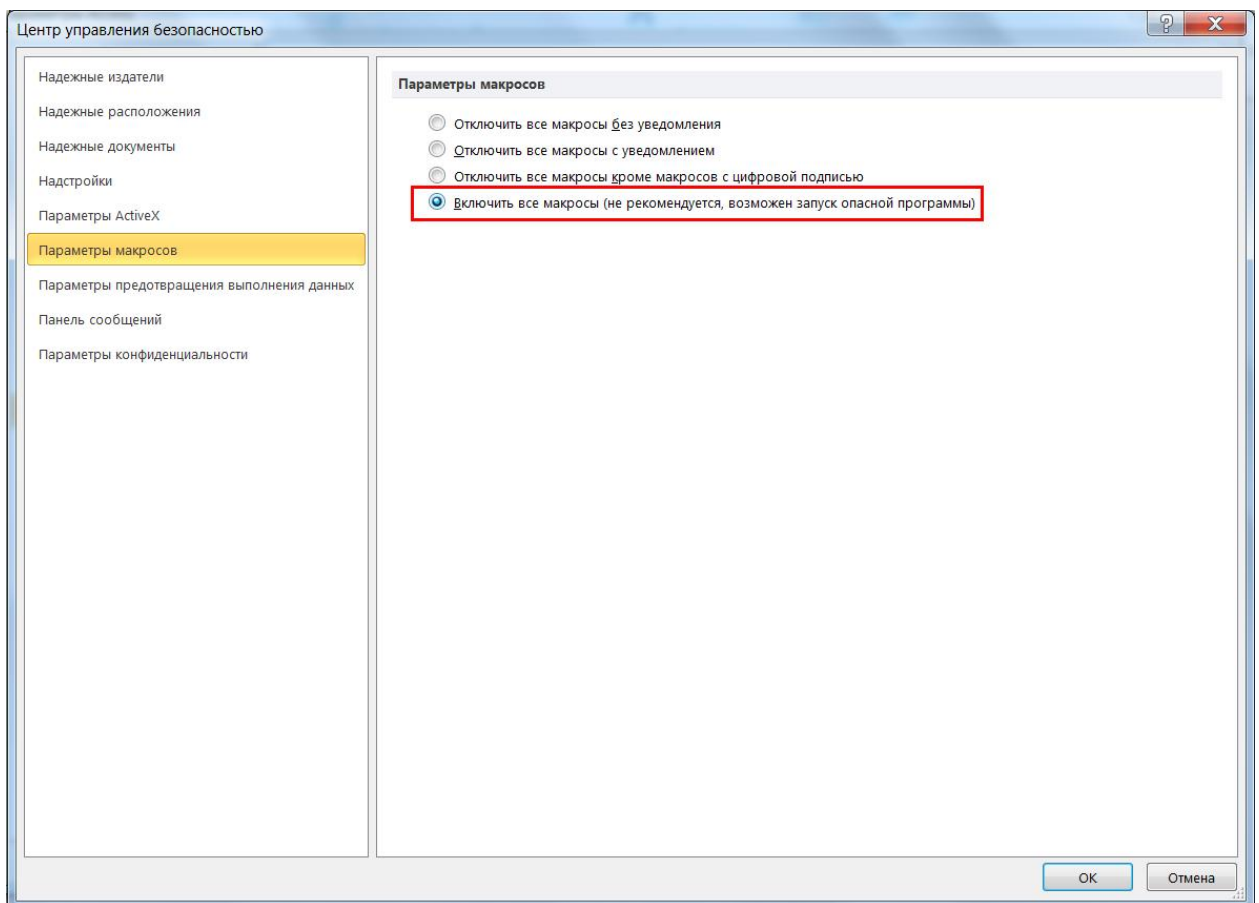 Центр управления безопасностью
Надежные издатели
Надежные расположения
Надежные документы
Надстройки
Параметры ActiveX
Параметры макросов
Параметры предотвращения выполнения данных
Панель сообщений
Параметры конфиденциальности
Параметры макросов
Отключить все макросы без уведомления
Отключить все макросы с уведомлением
Отключить все макросы кроме макросов с цифровой подписью
Включить все макросы (не рекомендуется, возможен запуск опасной программы)
ОК
Отмена